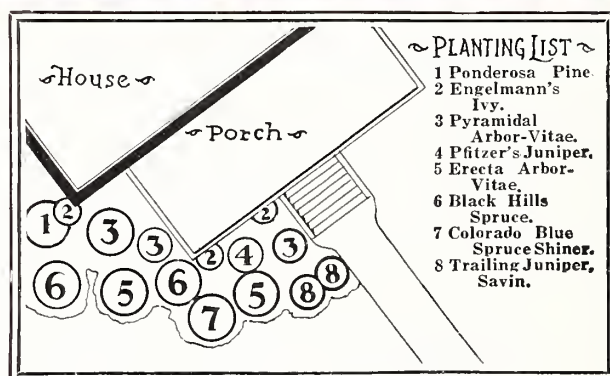 House
Porch
PLANTING LIST
1 Ponderosa Pine
2 Engelmann's
Ivy.
3 Pyramidal
Arbor-Vitae.
4 Pfitzer's Juniper.
5 Erecta Arbor-
Vitae.
6 Black Hills
Spruce.
7 Colorado Blue
Spruce Shiner.
8 Trailing Juniper,
Savin.
1 2 3 3 2 4 2 3
6 5 6 7 5 8 8